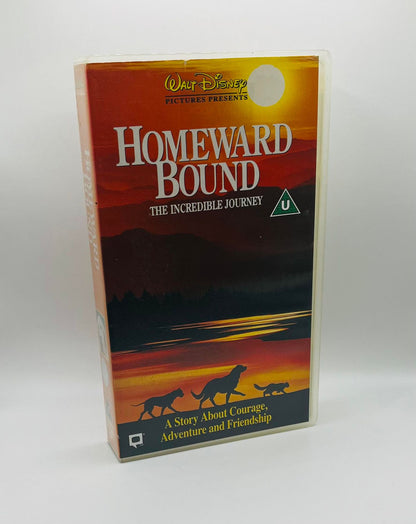 WALT DISNEY
PICTURES PRESENTS
HOMEWARD
BOUND
THE INCREDIBLE JOURNEY
U
A Story About Courage,
Adventure and Friendship